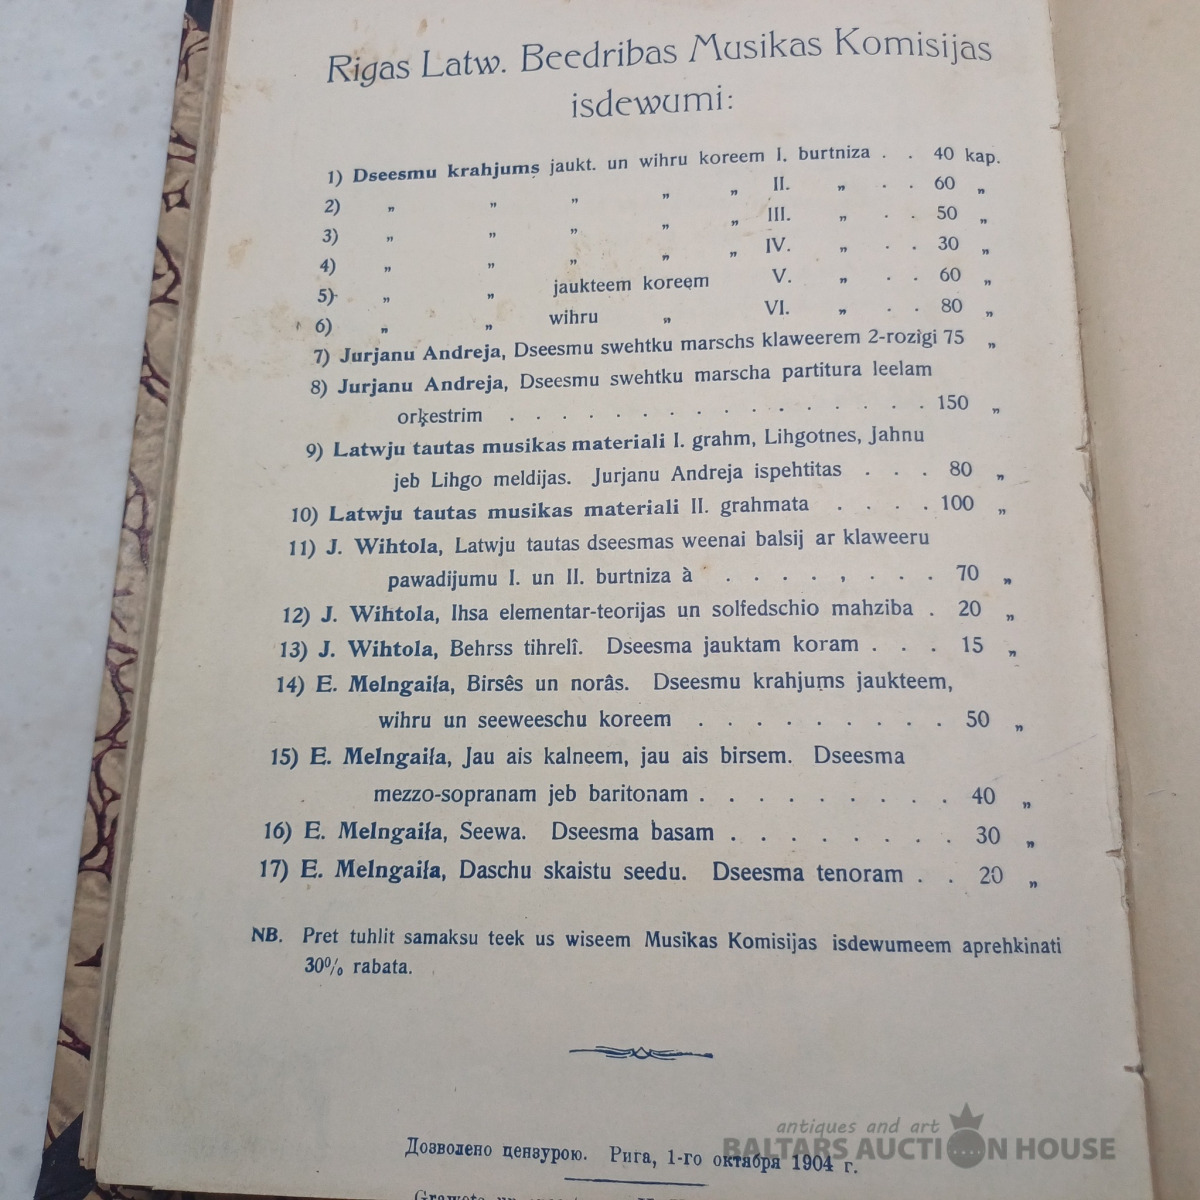 Rigas Latw. Beedribas Musikas Komisijas
isdewumi:
1) Dseesmu krahjumş jaukt. un wihru koreem I. burtniza . . 40 kap.
2) „ „ „ „ „ II. „ . . 60 „
3) „ „ „ „ „ III. „ . . 50 „
4) „ „ „ „ „ IV. „ . . 30 „
5) „ „ jaukteem koreem V. „ . . 60 „
6) „ „ wihru „ VI. „ . . 80 „
7) Jurjanu Andreja, Dseesmu swehtku marschs klaweerem 2-rozigi 75 „
8) Jurjanu Andreja, Dseesmu swehtku marscha partitura leelam
orķestrim . . . . . . . . . . . . . . . . 150 „
9) Latwju tautas musikas materiali I. grahm, Lihgotnes, Jahnu
jeb Lihgo meldijas. Jurjanu Andreja ispehtitas . . . 80 „
10) Latwju tautas musikas materiali II. grahmata . . . . 100 „
11) J. Wihtola, Latwju tautas dseesmas weenai balsij ar klaweeru
pawadijumu I. un II. burtniza à . . . . , . . . 70 „
12) J. Wihtola, Ihsa elementar-teorijas un solfedschio mahziba . 20 „
13) J. Wihtola, Behrss tihrelî. Dseesma jauktam koram . . . 15 „
14) E. Melngaiła, Birsês un norâs. Dseesmu krahjumş jaukteem,
wihru un seeweeschu koreem . . . . . . . . . 50 „
15) E. Melngaiła, Jau ais kalneem, jau ais birsem. Dseesma
mezzo-sopranam jeb baritonam . . . . . . . . . 40 „
16) E. Melngaiła, Seewa. Dseesma basam . . . . . . . . 30 „
17) E. Melngaiła, Daschu skaistu seedu. Dseesma tenoram . . 20 „
NB. Pret tuhlit samaksu teek us wiseem Musikas Komisijas isdewumeem aprehkinati
30% rabata.
Дозволено цензурою. Рига, 1-го октября 1904 г.
antiques and art
BALTARS AUCTION HOUSE